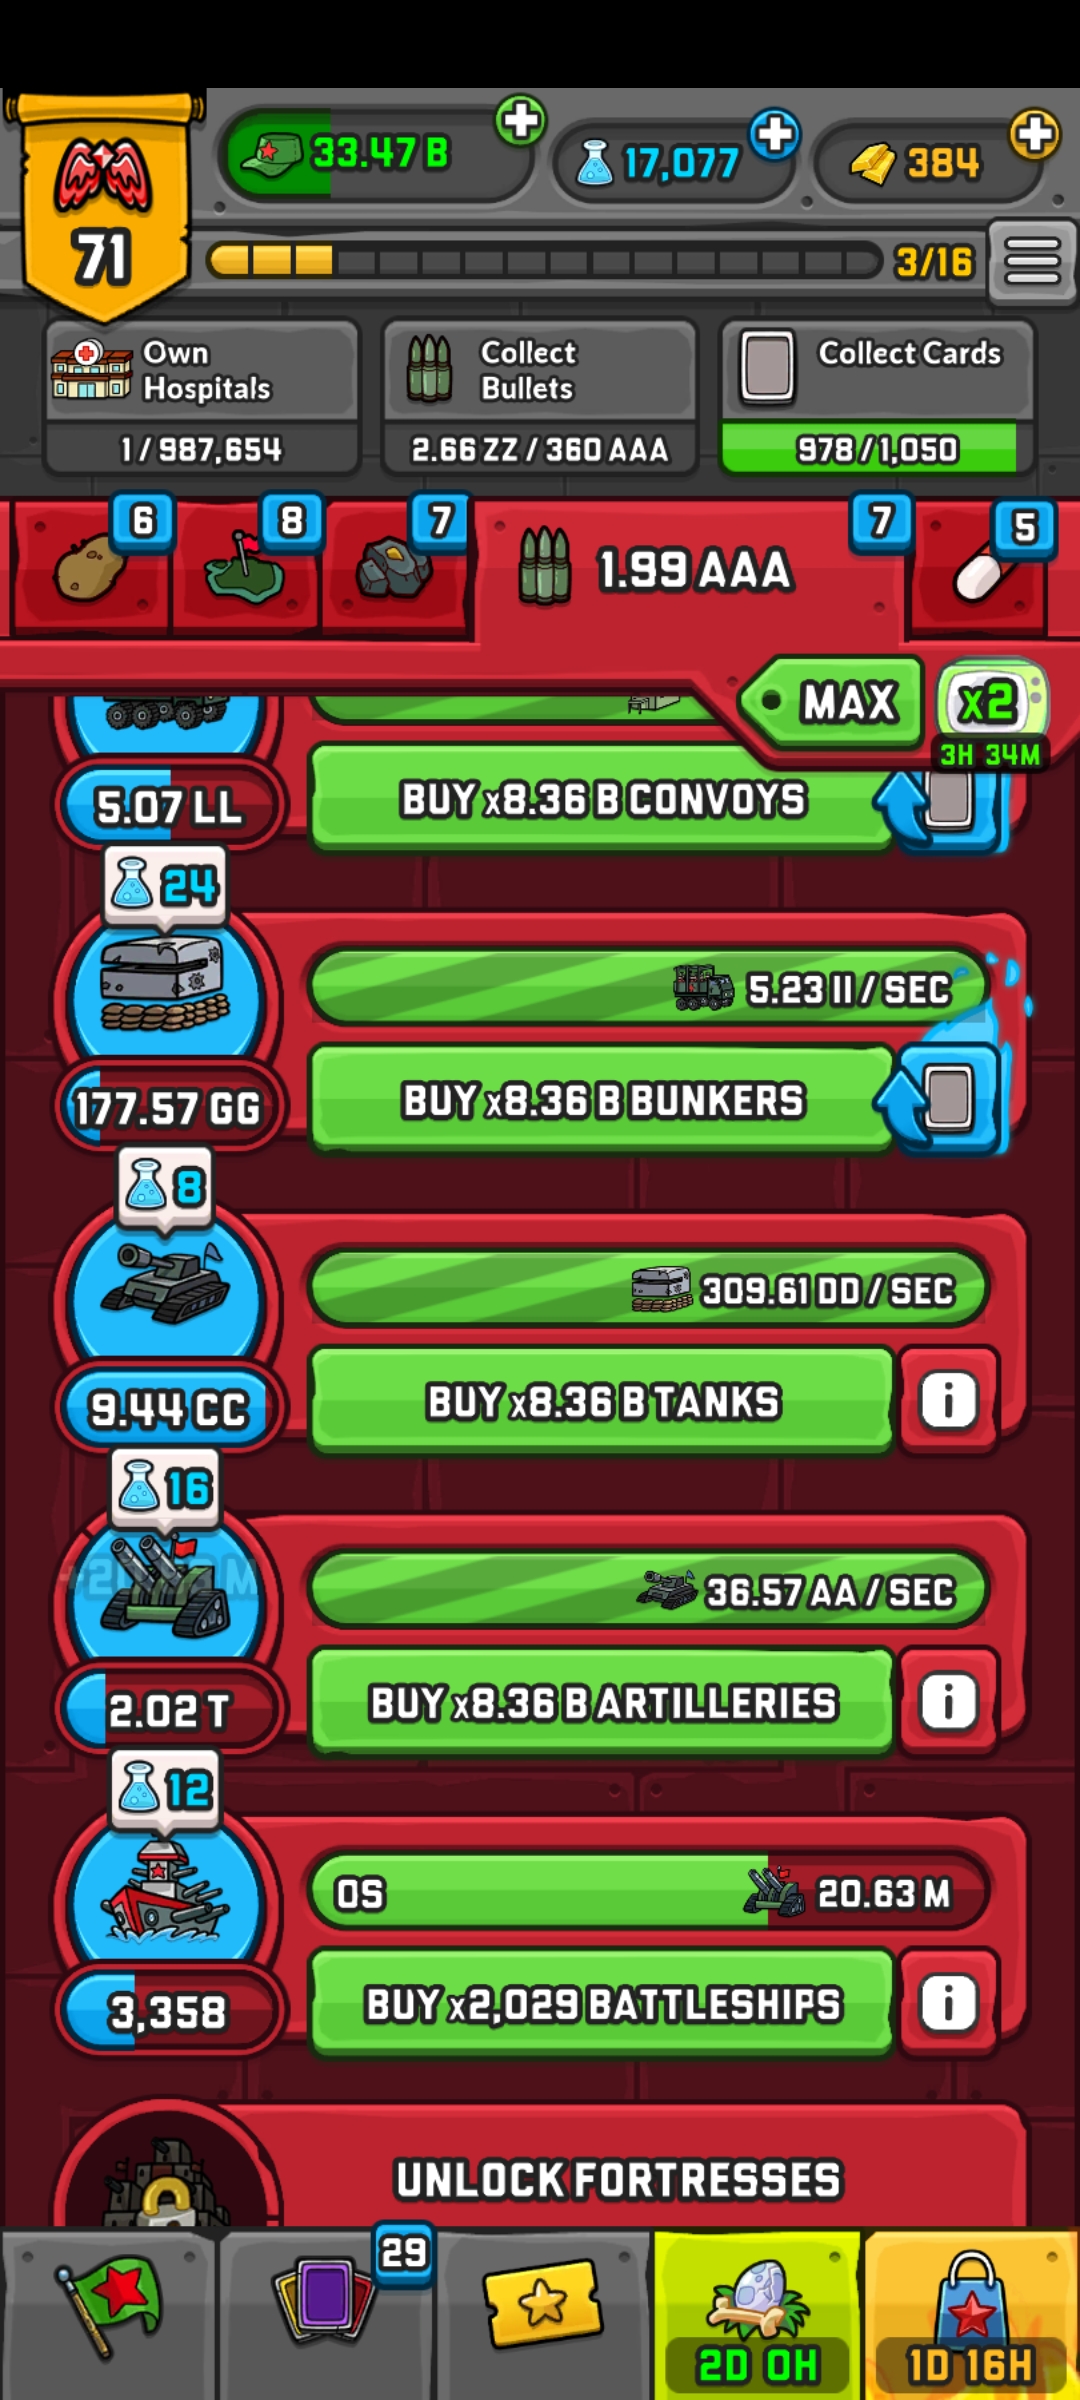 33.47 B
17,077
384
71
3/16
Own
Hospitals
1/987,654
Collect
Bullets
2.66 ZZ/360 AAA
Collect Cards
978/1,050
6
8
7
1.99 AAA
7
5
MAX
x2
3H 34M
5.07 LL
BUY x8.36 B CONVOYS
24
5.23 II/SEC
177.57 GG
BUY x8.36 B BUNKERS
8
309.61 DD/SEC
9.44 CC
BUY x8.36 B TANKS
i
16
36.57 AA/SEC
2.02 T
BUY x8.36 B ARTILLERIES
i
12
0S
20.63 M
3,358
BUY x2,029 BATTLESHIPS
i
UNLOCK FORTRESSES
29
2D 0H
1D 16H